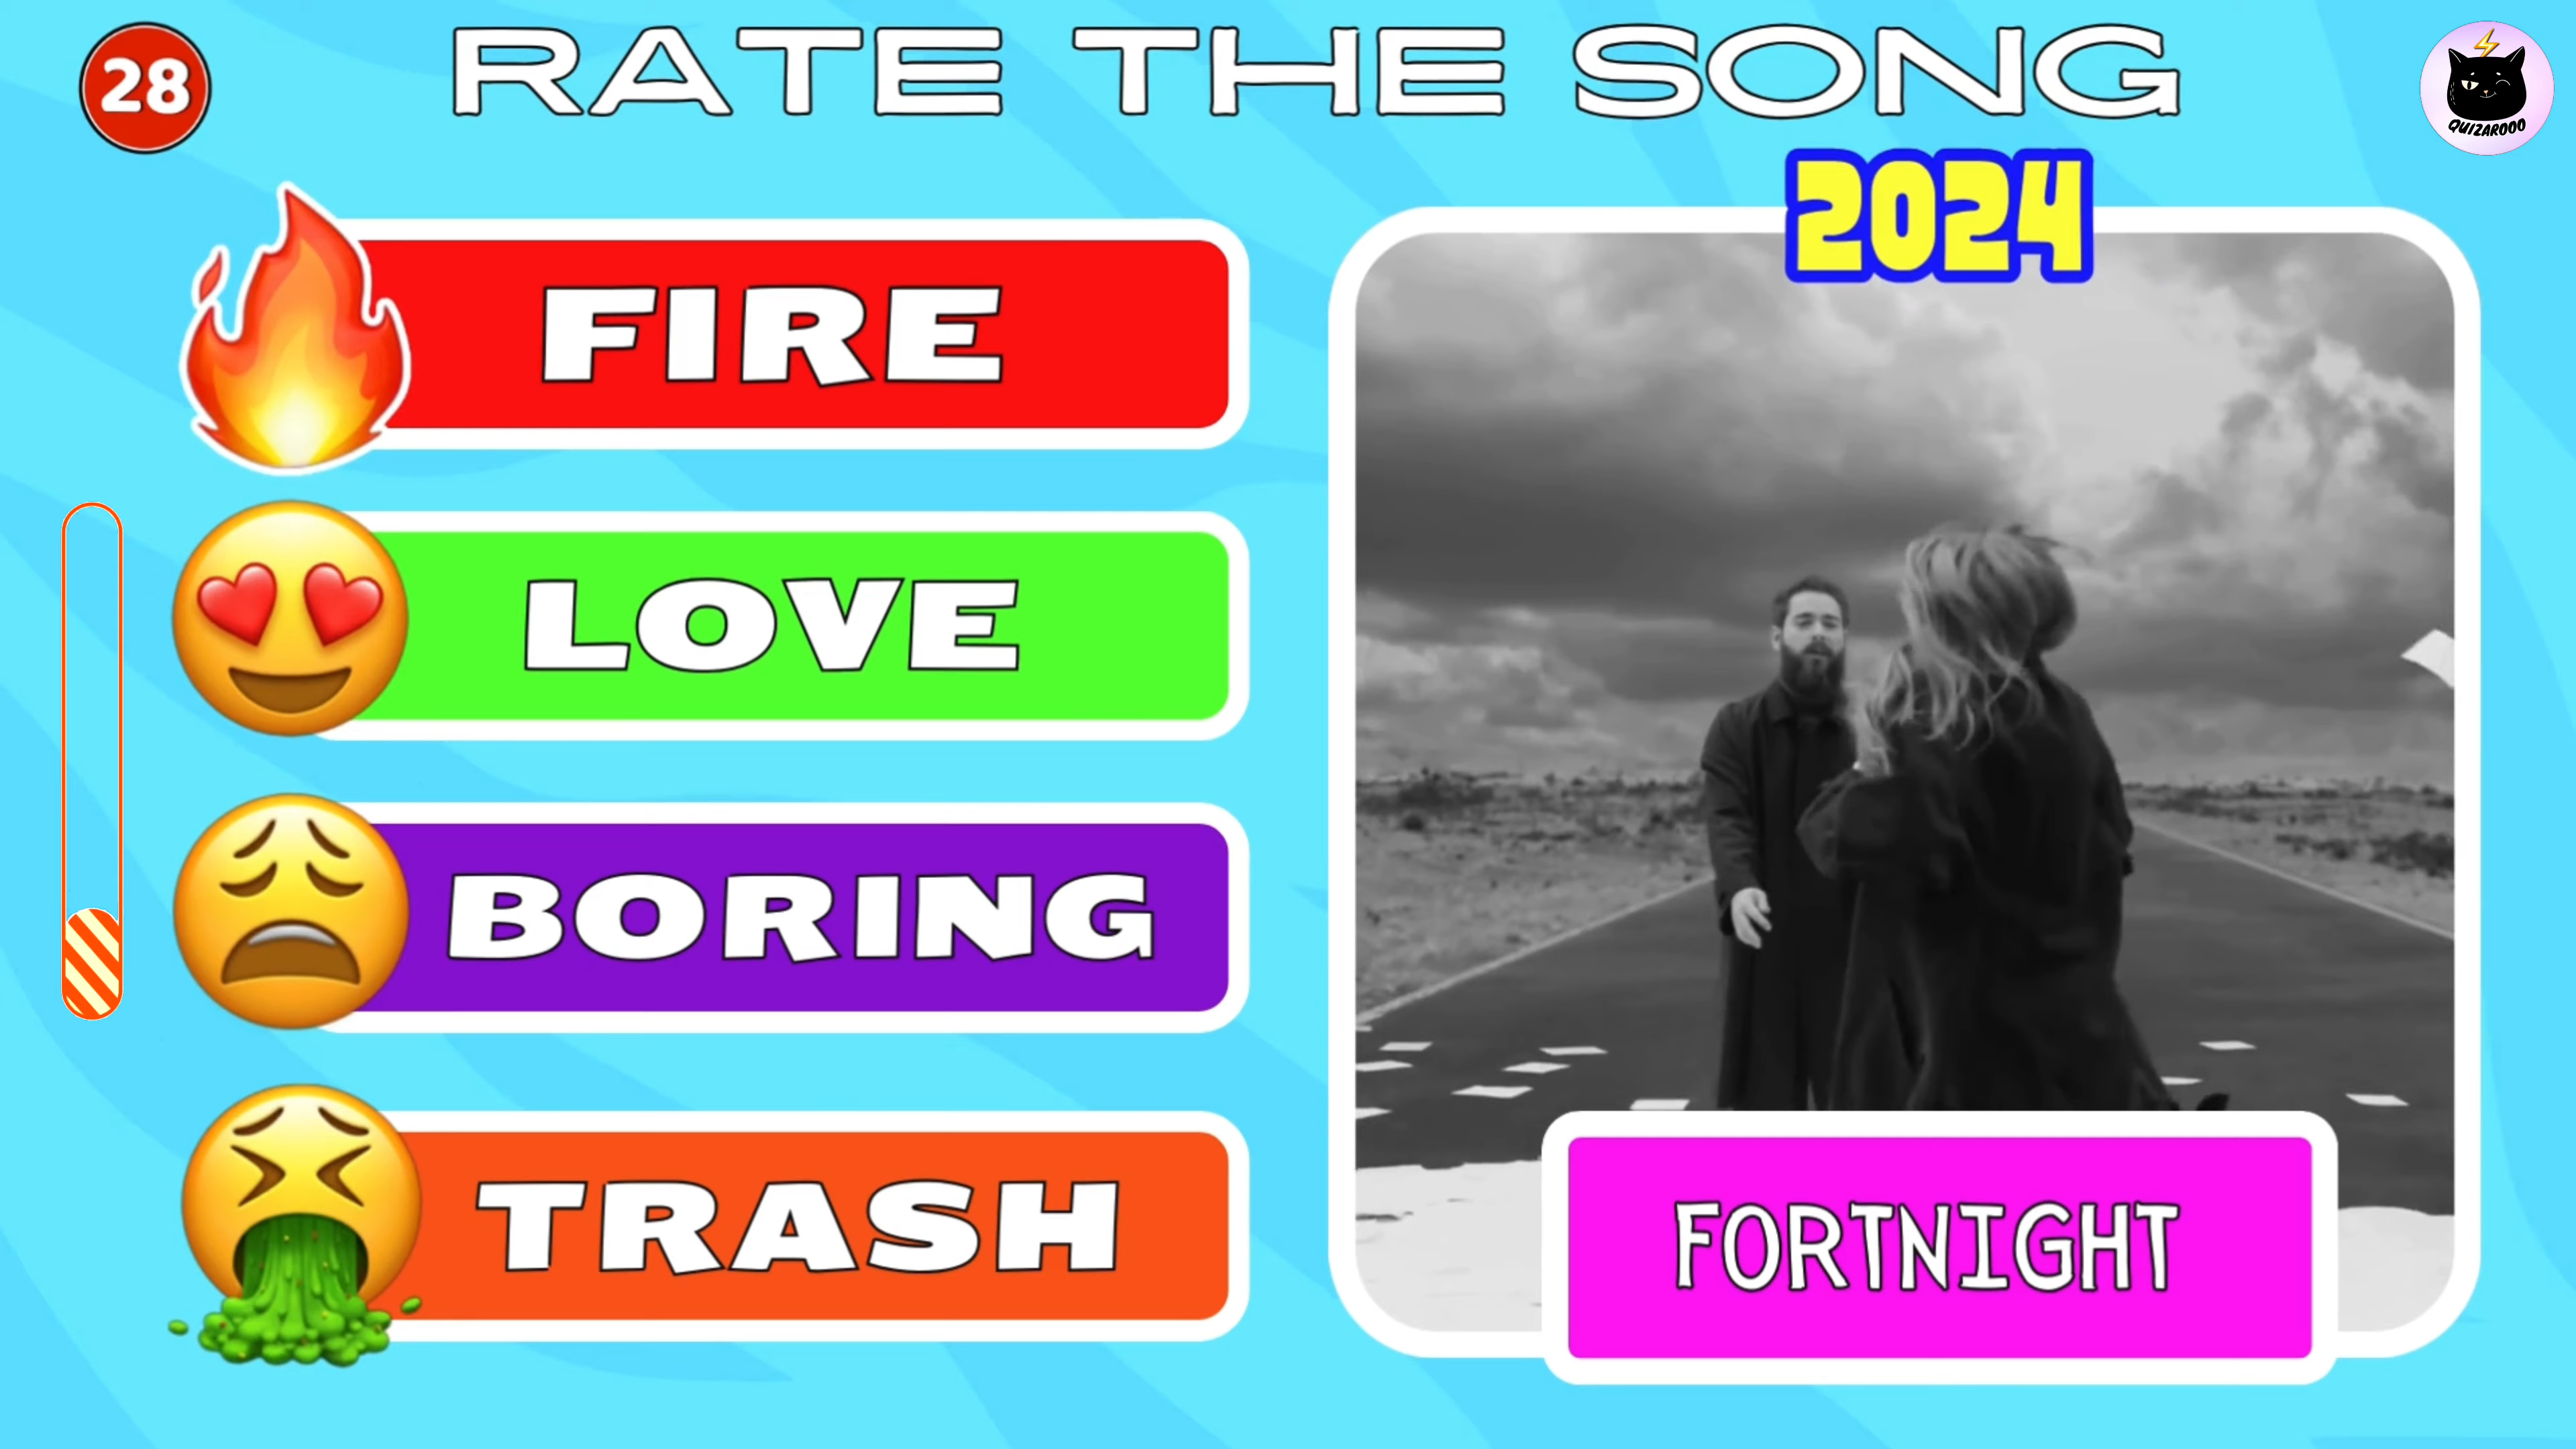 28
RATE THE SONG
QUIZAROOO
2024
FIRE
LOVE
BORING
TRASH
FORTNIGHT